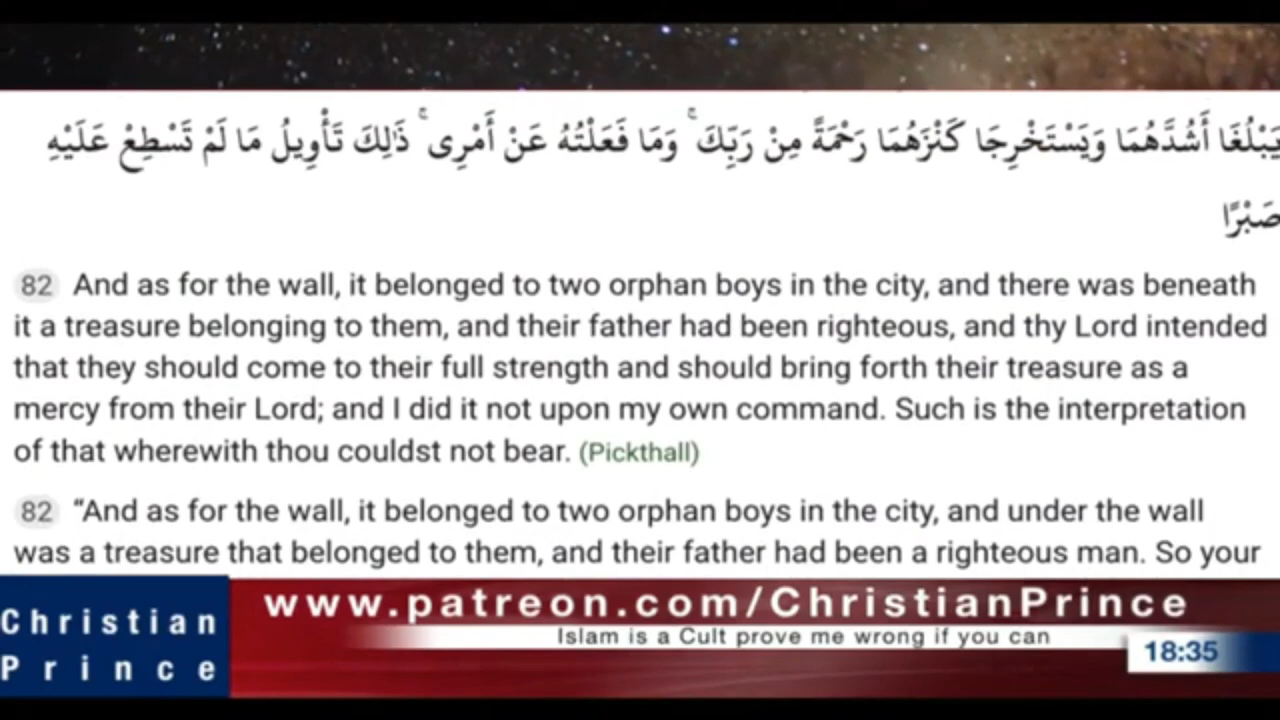 يَبْلُغَا أَشُدَّهُمَا وَيَسْتَخْرِجَا كَنْزَهُمَا رَحْمَةً مِنْ رَبِّكَ ۚ وَمَا فَعَلْتُهُ عَنْ أَمْرِى ۚ ذَٰلِكَ تَأْوِيلُ مَا لَمْ تَسْطِعْ عَلَيْهِ
صَبْرًا
82 And as for the wall, it belonged to two orphan boys in the city, and there was beneath
it a treasure belonging to them, and their father had been righteous, and thy Lord intended
that they should come to their full strength and should bring forth their treasure as a
mercy from their Lord; and I did it not upon my own command. Such is the interpretation
of that wherewith thou couldst not bear. (Pickthall)
82 “And as for the wall, it belonged to two orphan boys in the city, and under the wall
was a treasure that belonged to them, and their father had been a righteous man. So your
www.patreon.com/ChristianPrince
Christian
Prince
Islam is a Cult prove me wrong if you can
18:35